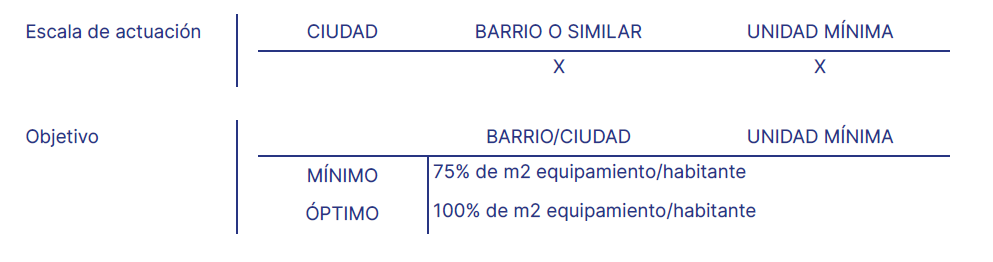 Escala de actuación CIUDAD BARRIO O SIMILAR UNIDAD MÍNIMA
X X
Objetivo BARRIO/CIUDAD UNIDAD MÍNIMA
MÍNIMO 75% de m2 equipamiento/habitante
ÓPTIMO 100% de m2 equipamiento/habitante